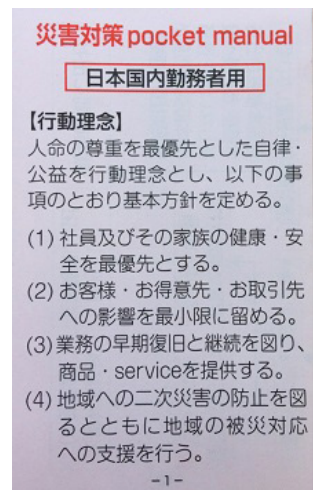 災害対策pocket manual
日本国内勤務者用
【行動理念】
人命の尊重を最優先とした自律・
公益を行動理念とし、以下の事
項のとおり基本方針を定める。
(1) 社員及びその家族の健康・安
全を最優先とする。
(2) お客様・お得意先・お取引先
への影響を最小限に留める。
(3) 業務の早期復旧と継続を図り、
商品・serviceを提供する。
(4) 地域への二次災害の防止を図
るとともに地域の被災対応
への支援を行う。
－1－